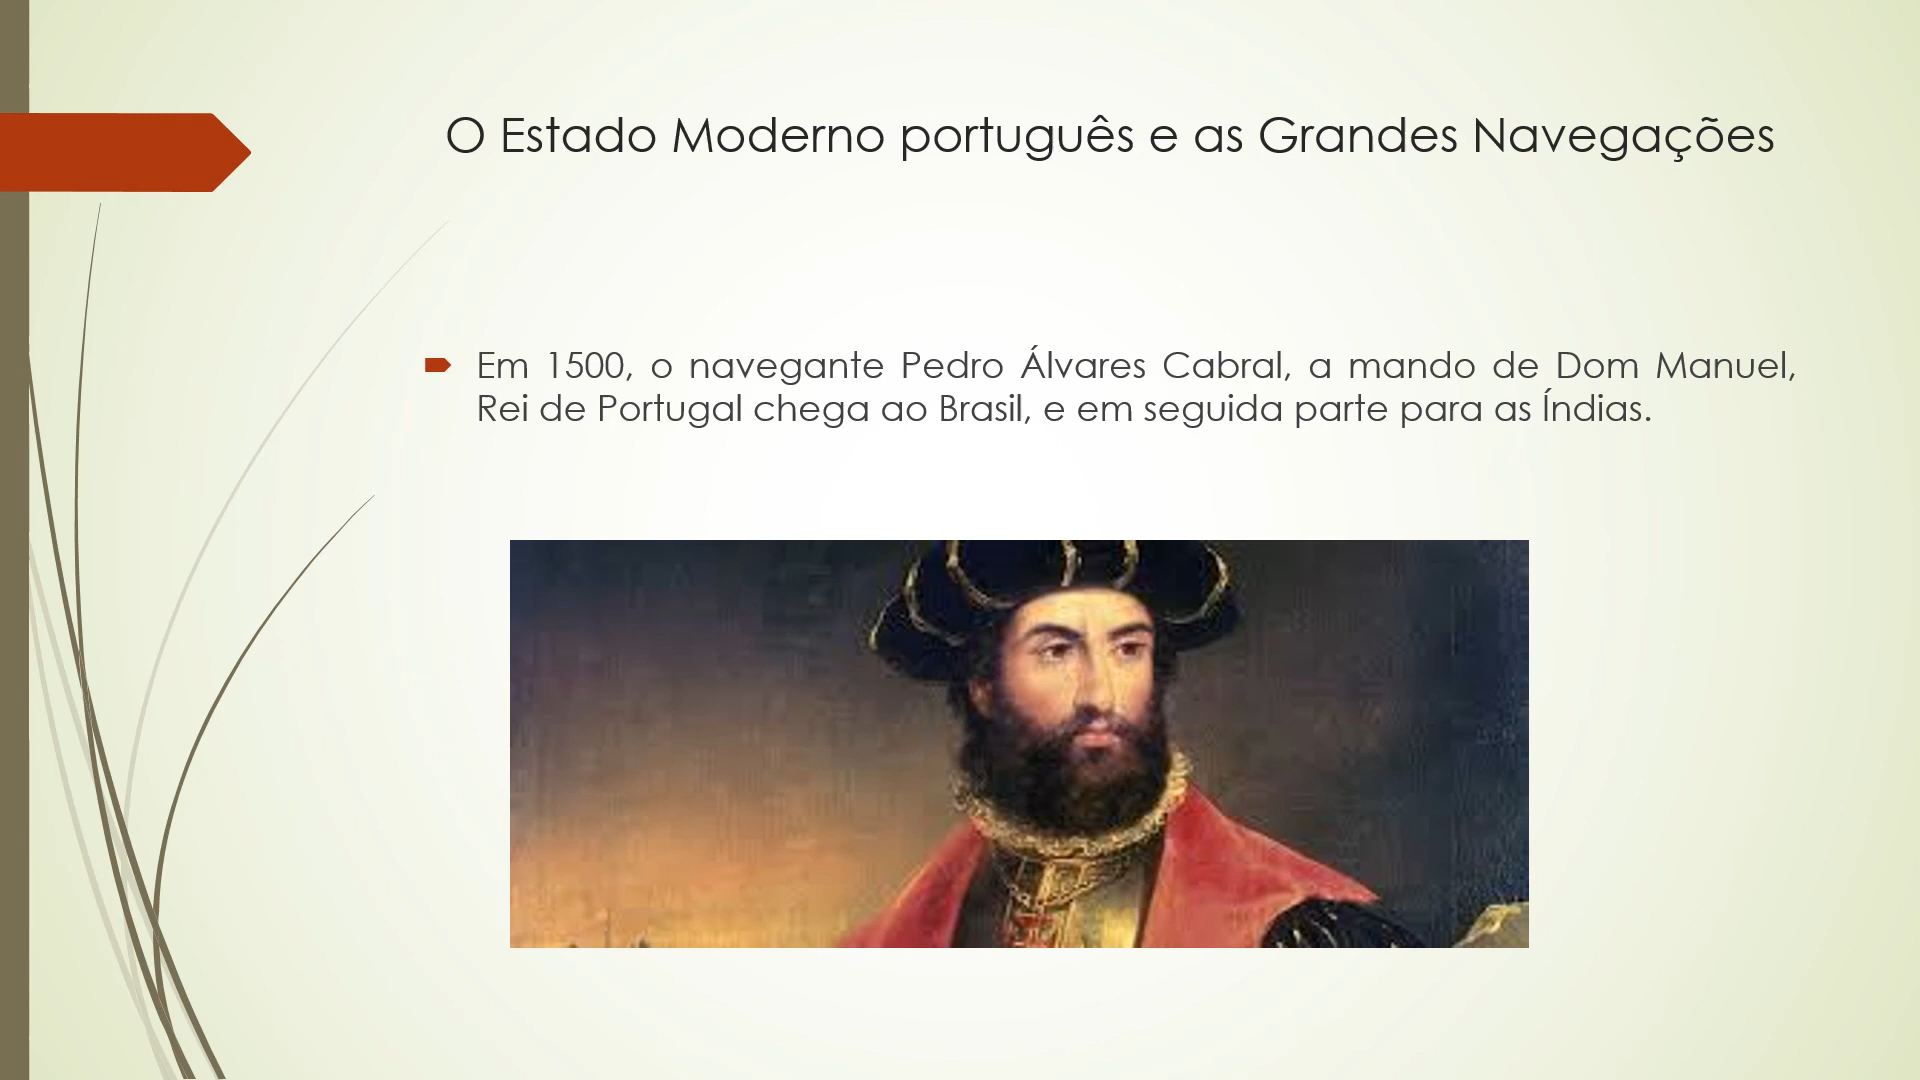 O Estado Moderno português e as Grandes Navegações
Em 1500, o navegante Pedro Álvares Cabral, a mando de Dom Manuel,
Rei de Portugal chega ao Brasil, e em seguida parte para as Índias.